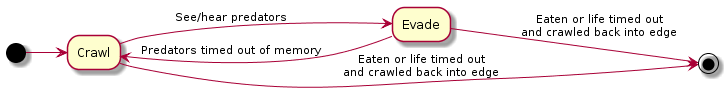 See/hear predators
Crawl
Predators timed out of memory
Evade
Eaten or life timed out
and crawled back into edge
Eaten or life timed out
and crawled back into edge